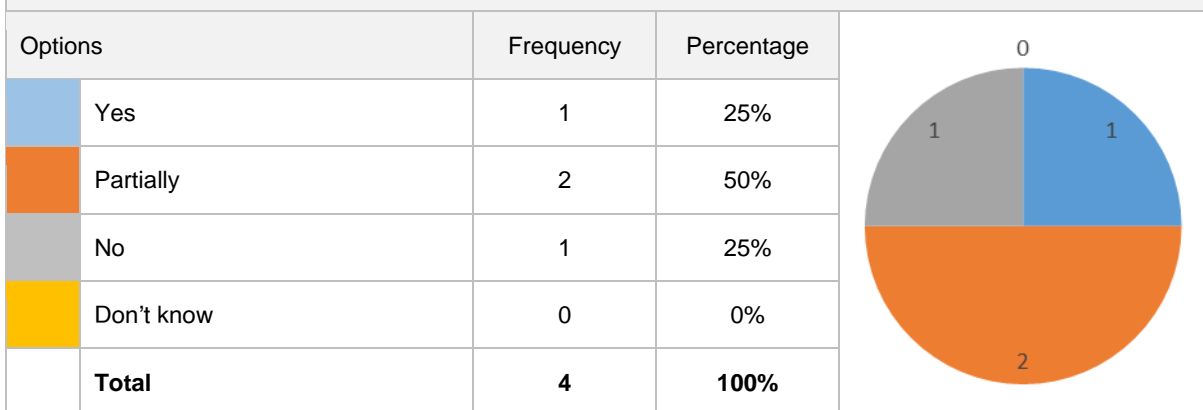 Options Frequency Percentage
Yes 1 25%
Partially 2 50%
No 1 25%
Don’t know 0 0%
Total 4 100%
0
1 1
2